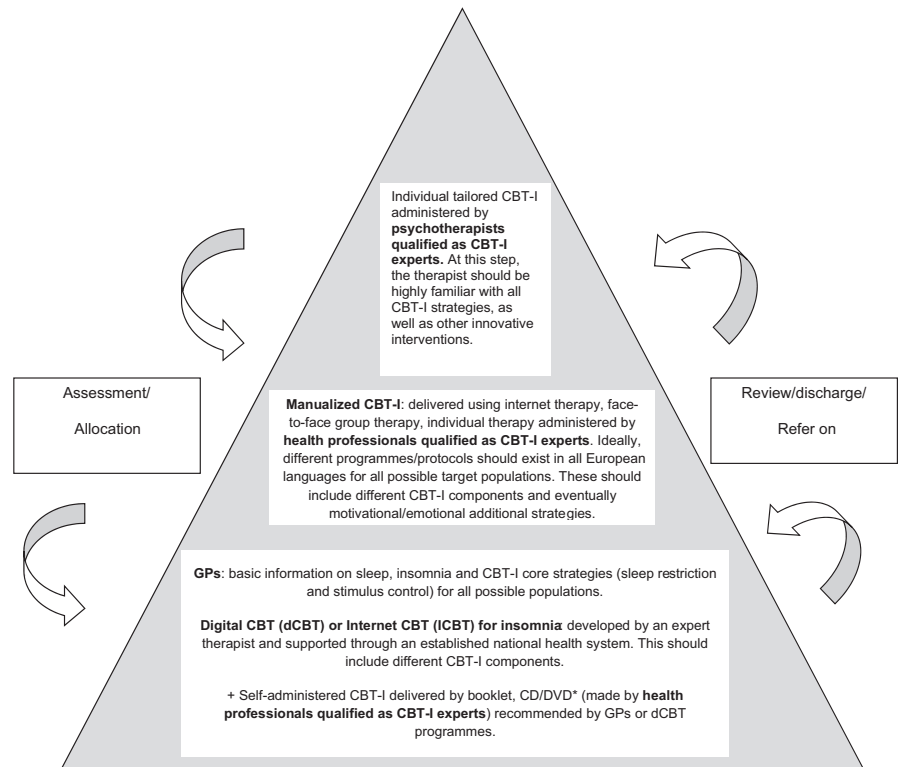 Individual tailored CBT-I
administered by
psychotherapists
qualified as CBT-I
experts. At this step,
the therapist should be
highly familiar with all
CBT-I strategies, as
well as other innovative
interventions.
Assessment/
Allocation
Review/discharge/
Refer on
Manualized CBT-I: delivered using internet therapy, face-
to-face group therapy, individual therapy administered by
health professionals qualified as CBT-I experts. Ideally,
different programmes/protocols should exist in all European
languages for all possible target populations. These should
include different CBT-I components and eventually
motivational/emotional additional strategies.
GPs: basic information on sleep, insomnia and CBT-I core strategies (sleep restriction
and stimulus control) for all possible populations.
Digital CBT (dCBT) or Internet CBT (ICBT) for insomnia: developed by an expert
therapist and supported through an established national health system. This should
include different CBT-I components.
+ Self-administered CBT-I delivered by booklet, CD/DVD* (made by health
professionals qualified as CBT-I experts) recommended by GPs or dCBT
programmes.